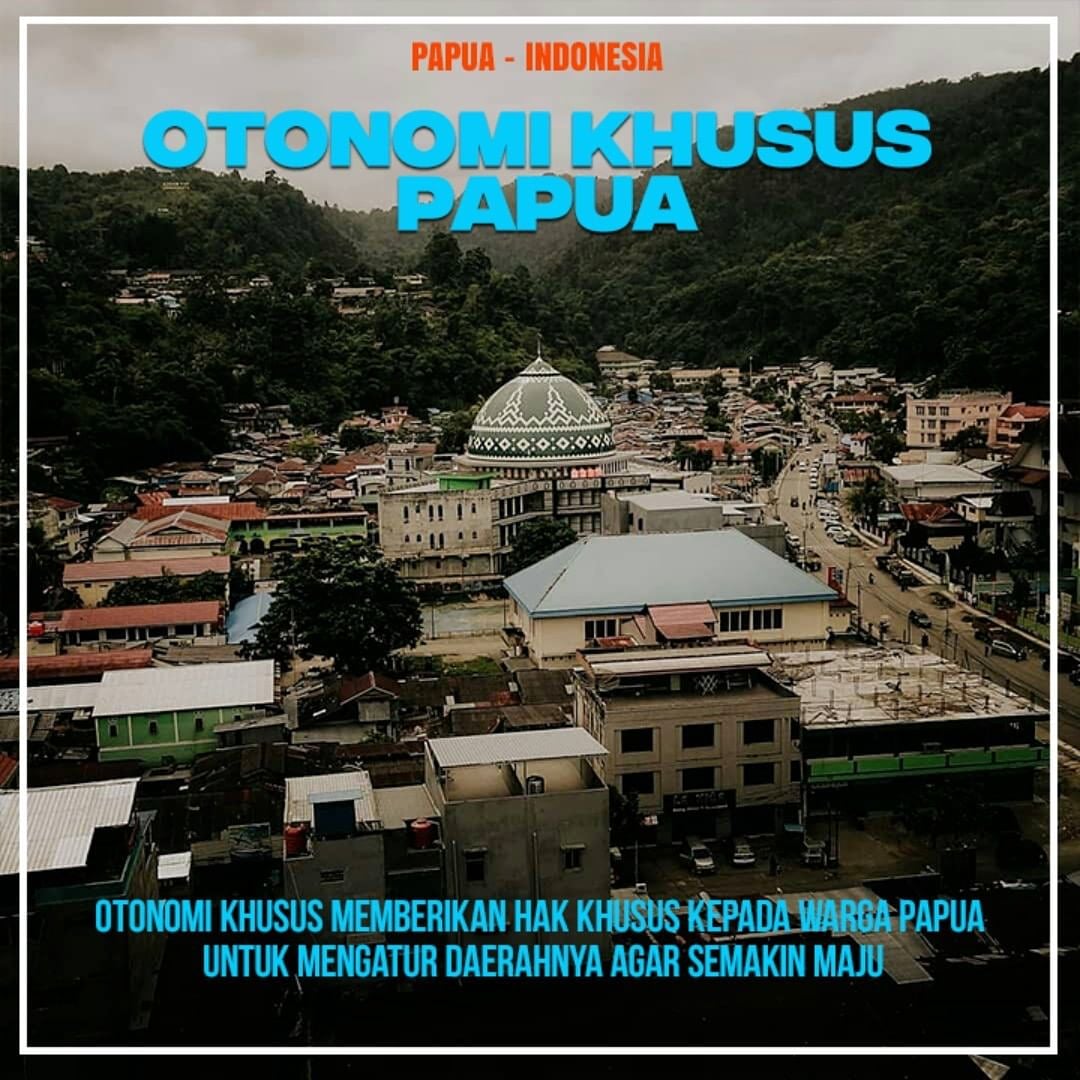 PAPUA - INDONESIA
OTONOMI KHUSUS
PAPUA
OTONOMI KHUSUS MEMBERIKAN HAK KHUSUS KEPADA WARGA PAPUA
UNTUK MENGATUR DAERAHNYA AGAR SEMAKIN MAJU